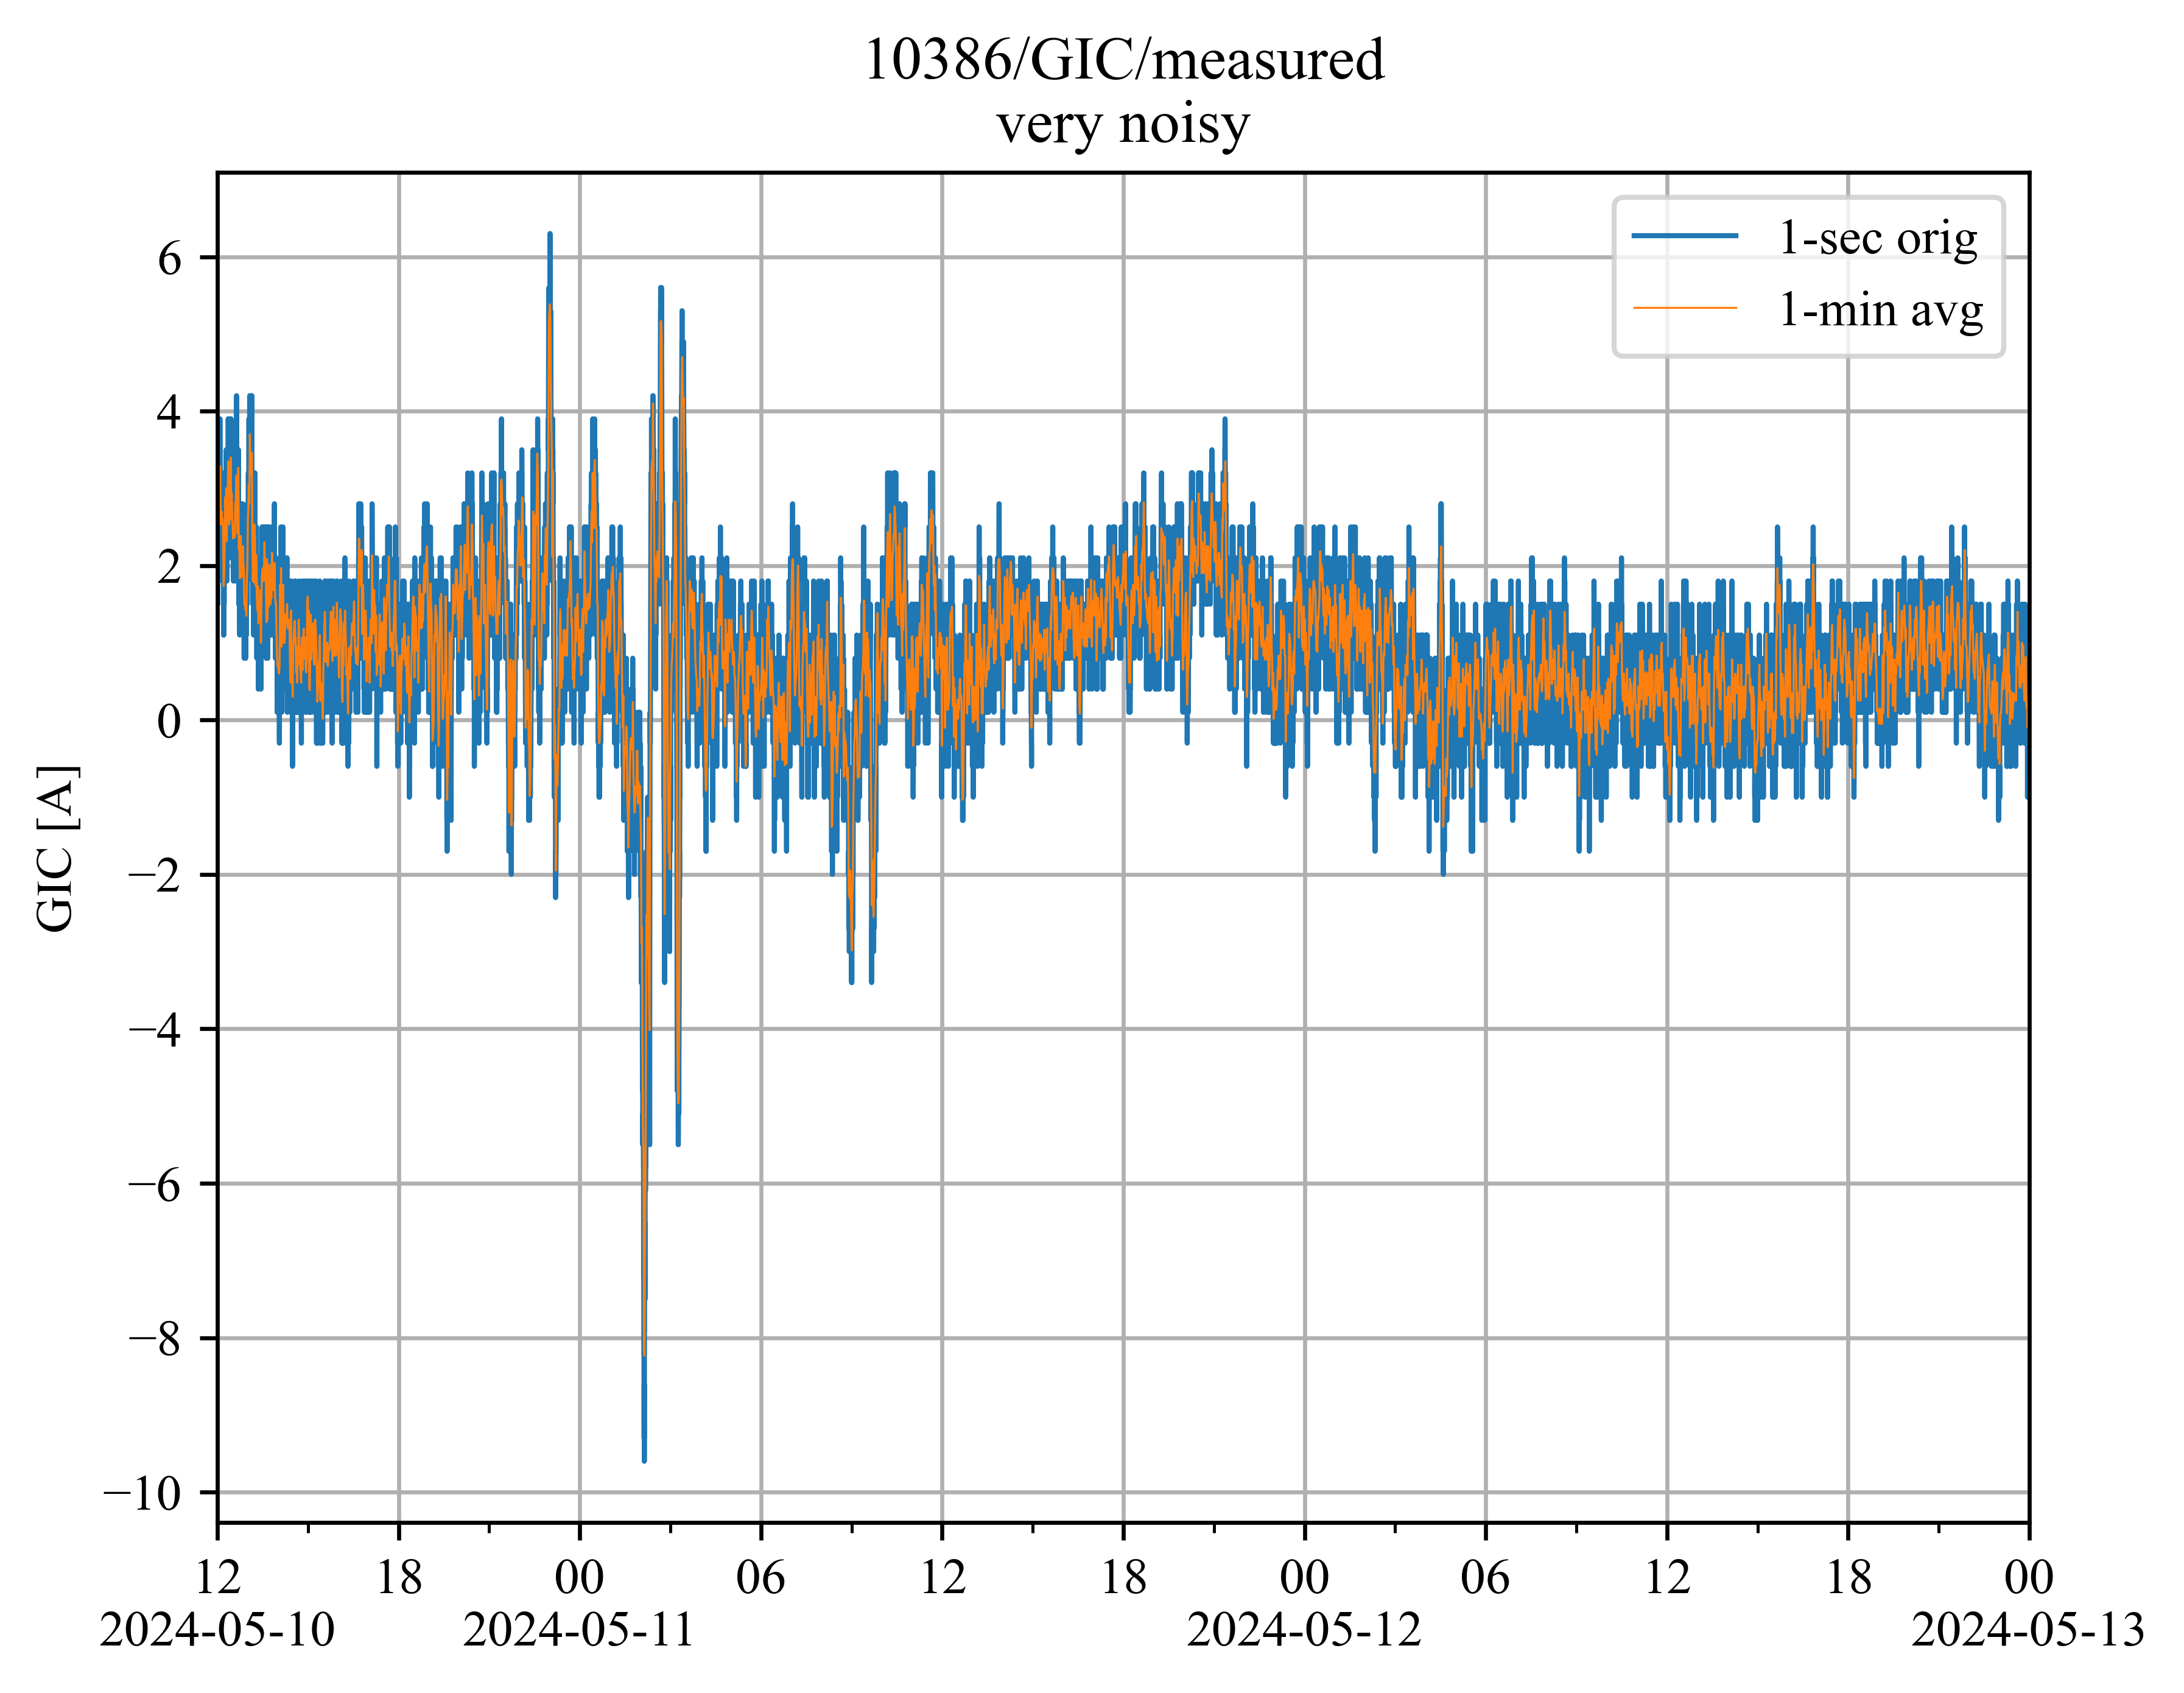 10386/GIC/measured
very noisy
1-sec orig
1-min avg
GIC [A]
6
4
2
0
−2
−4
−6
−8
−10
12 18 00 06 12 18 00 06 12 18 00
2024-05-10 2024-05-11 2024-05-12 2024-05-13